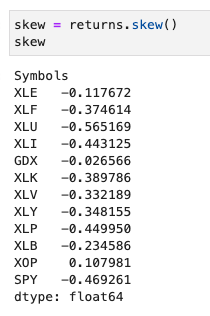 skew = returns.skew()
skew
Symbols
XLE   -0.117672
XLF   -0.374614
XLU   -0.565169
XLI   -0.443125
GDX   -0.026566
XLK   -0.389786
XLV   -0.332189
XLY   -0.348155
XLP   -0.449950
XLB   -0.234586
XOP    0.107981
SPY   -0.469261
dtype: float64